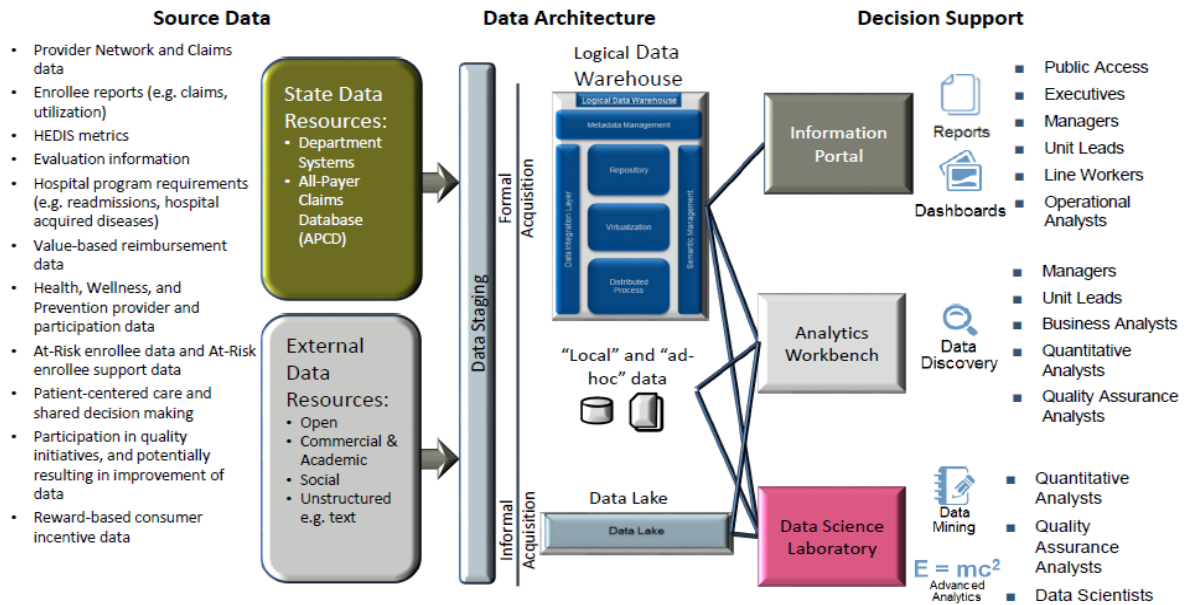 Source Data
Provider Network and Claims
data
Enrollee reports (e.g. claims,
utilization)
HEDIS metrics
Evaluation information
Hospital program requirements
(e.g. readmissions, hospital
acquired diseases)
Value-based reimbursement
data
Health, Wellness, and
Prevention provider and
participation data
At-Risk enrollee data and At-Risk
enrollee support data
Patient-centered care and
shared decision making
Participation in quality
initiatives, and potentially
resulting in improvement of
data
Reward-based consumer
incentive data
State Data
Resources:
• Department
Systems
• All-Payer
Claims
Database
(APCD)
External
Data
Resources:
• Open
• Commercial &
Academic
• Social
• Unstructured
e.g. text
Data Architecture
Data Staging
Formal
Acquisition
Informal
Acquisition
Logical Data
Warehouse
Logical Data Warehouse
Metadata Management
Data Integration Layer
Repository
Virtualization
Distributed
Process
Semantic Management
“Local” and “ad-
hoc” data
Data Lake
Data Lake
Decision Support
Information
Portal
Reports
Dashboards
Public Access
Executives
Managers
Unit Leads
Line Workers
Operational
Analysts
Analytics
Workbench
Data
Discovery
Managers
Unit Leads
Business Analysts
Quantitative
Analysts
Quality Assurance
Analysts
Data Science
Laboratory
Data
Mining
E = mc²
Advanced
Analytics
Quantitative
Analysts
Quality
Assurance
Analysts
Data Scientists